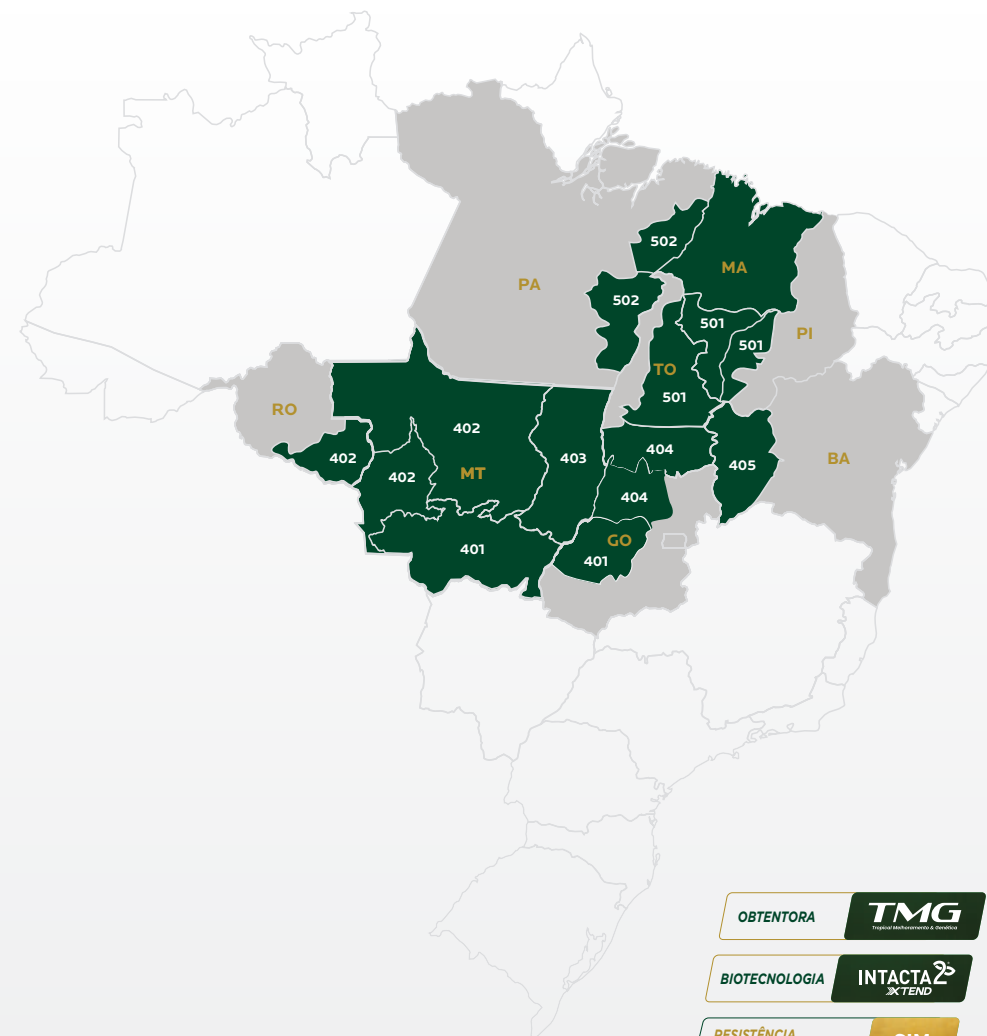 502
MA
PA
502
501
PI
501
TO
501
RO
402
404
BA
402
403
405
MT
402
404
GO
401
401
OBTENTORA
TMG
Tropical Melhoramento & Genética
BIOTECNOLOGIA
INTACTA 2
XTEND
RESISTÊNCIA